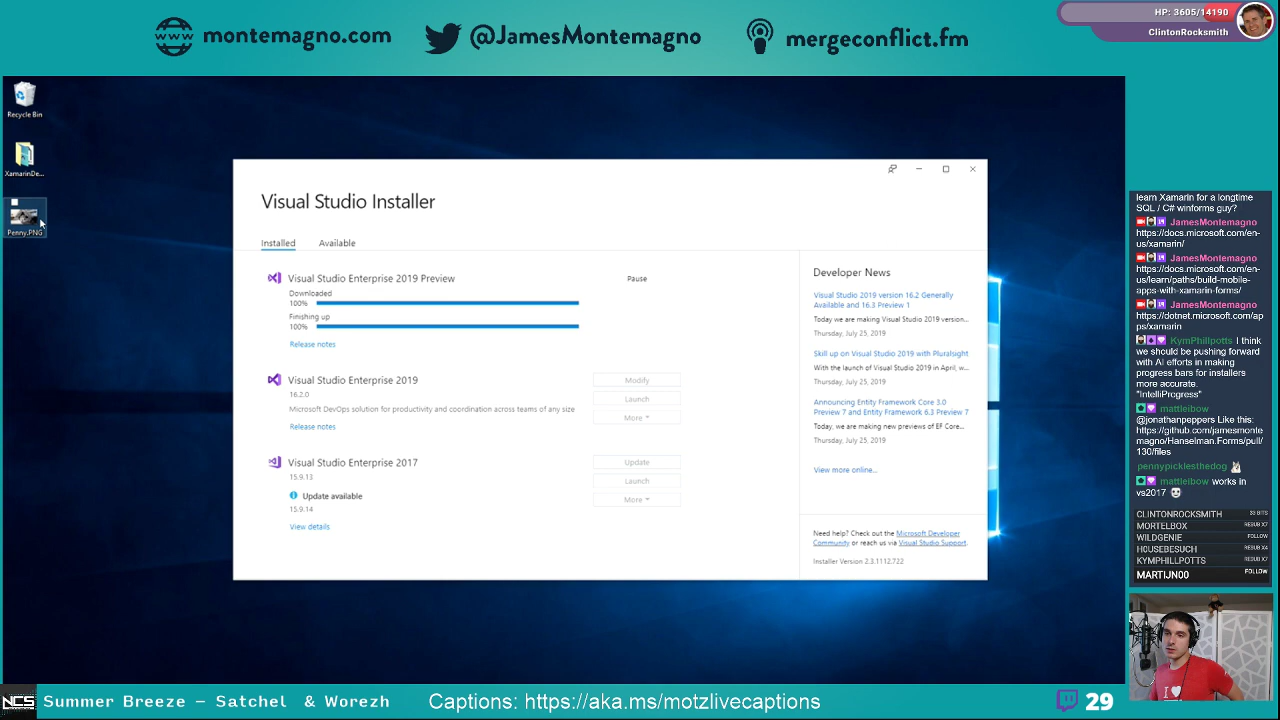 montemagno.com
@JamesMontemagno
mergeconflict.fm
HP: 3605/14190
ClintonRocksmith
Recycle Bin
XamarinDe...
Penny.PNG
Visual Studio Installer
Installed
Available
Visual Studio Enterprise 2019 Preview
Pause
Downloaded
100%
Finishing up
100%
Release notes
Visual Studio Enterprise 2019
16.2.0
Microsoft DevOps solution for productivity and coordination across teams of any size
Release notes
Modify
Launch
More
Visual Studio Enterprise 2017
15.9.13
Update available
15.9.14
View details
Update
Launch
More
Developer News
Visual Studio 2019 version 16.2 Generally
Available and 16.3 Preview 1
Today we are making Visual Studio 2019 version...
Thursday, July 25, 2019
Skill up on Visual Studio 2019 with Pluralsight
With the launch of Visual Studio 2019 in April, w...
Thursday, July 25, 2019
Announcing Entity Framework Core 3.0
Preview 7 and Entity Framework 6.3 Preview 7
Today, we are making new previews of EF Core...
Thursday, July 25, 2019
View more online...
Need help? Check out the Microsoft Developer
Community or reach us via Visual Studio Support.
Installer Version 2.3.1112.722
learn Xamarin for a longtime
SQL / C# winforms guy?
JamesMontemagno
https://docs.microsoft.com/en-
us/xamarin/
JamesMontemagno
https://docs.microsoft.com/en-
us/learn/paths/build-mobile-
apps-with-xamarin-forms/
JamesMontemagno
https://dotnet.microsoft.com/ap
ps/xamarin
KymPhillpotts I think
we should be pushing forward
with AI efforts in making
progress bars for installers
more accurate.
"IntelliProgress"
mattleibow
@jonathanpeppers Like this:
https://github.com/jamesmonte
magno/Hanselman.Forms/pull/
130/files
pennypicklesthedog
mattleibow works in
vs2017
CLINTONROCKSMITH 33 BITS
MORTELBOX RESUB X7
WILDGENIE FOLLOW
HOUSEBESUCH RESUB X4
KYMPHILLPOTTS RESUB X7
MARTIJN00 FOLLOW
I
NCS
Summer Breeze – Satchel & Worezh
Captions: https://aka.ms/motzlivecaptions
29